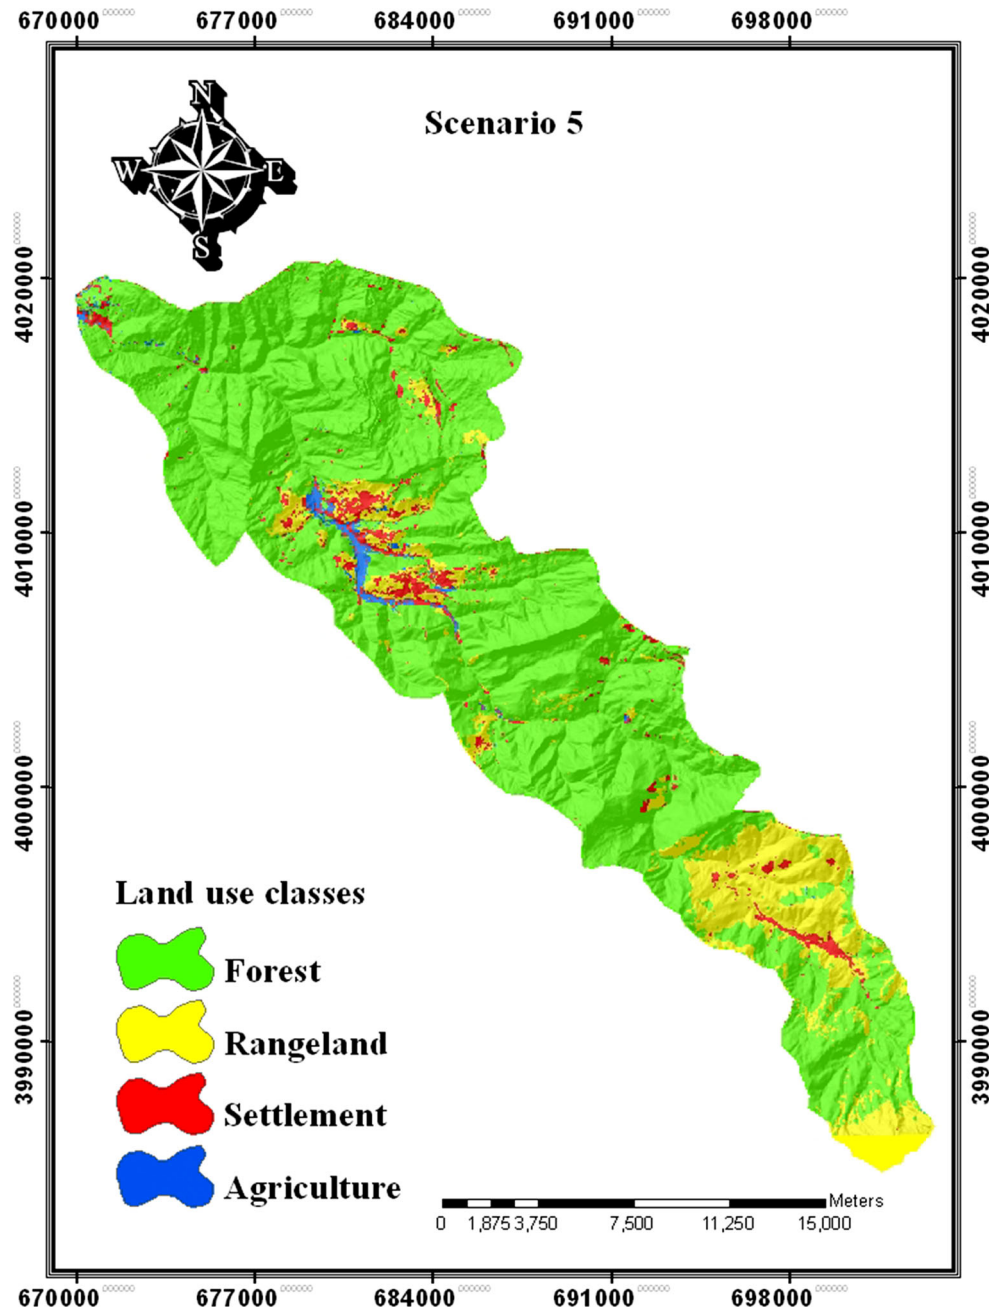 670000 677000 684000 691000 698000
N
W E
S
Scenario 5
4020000 4020000
4010000 4010000
4000000 4000000
3990000 3990000
Land use classes
Forest
Rangeland
Settlement
Agriculture
Meters
0 1,875 3,750 7,500 11,250 15,000
670000 677000 684000 691000 698000